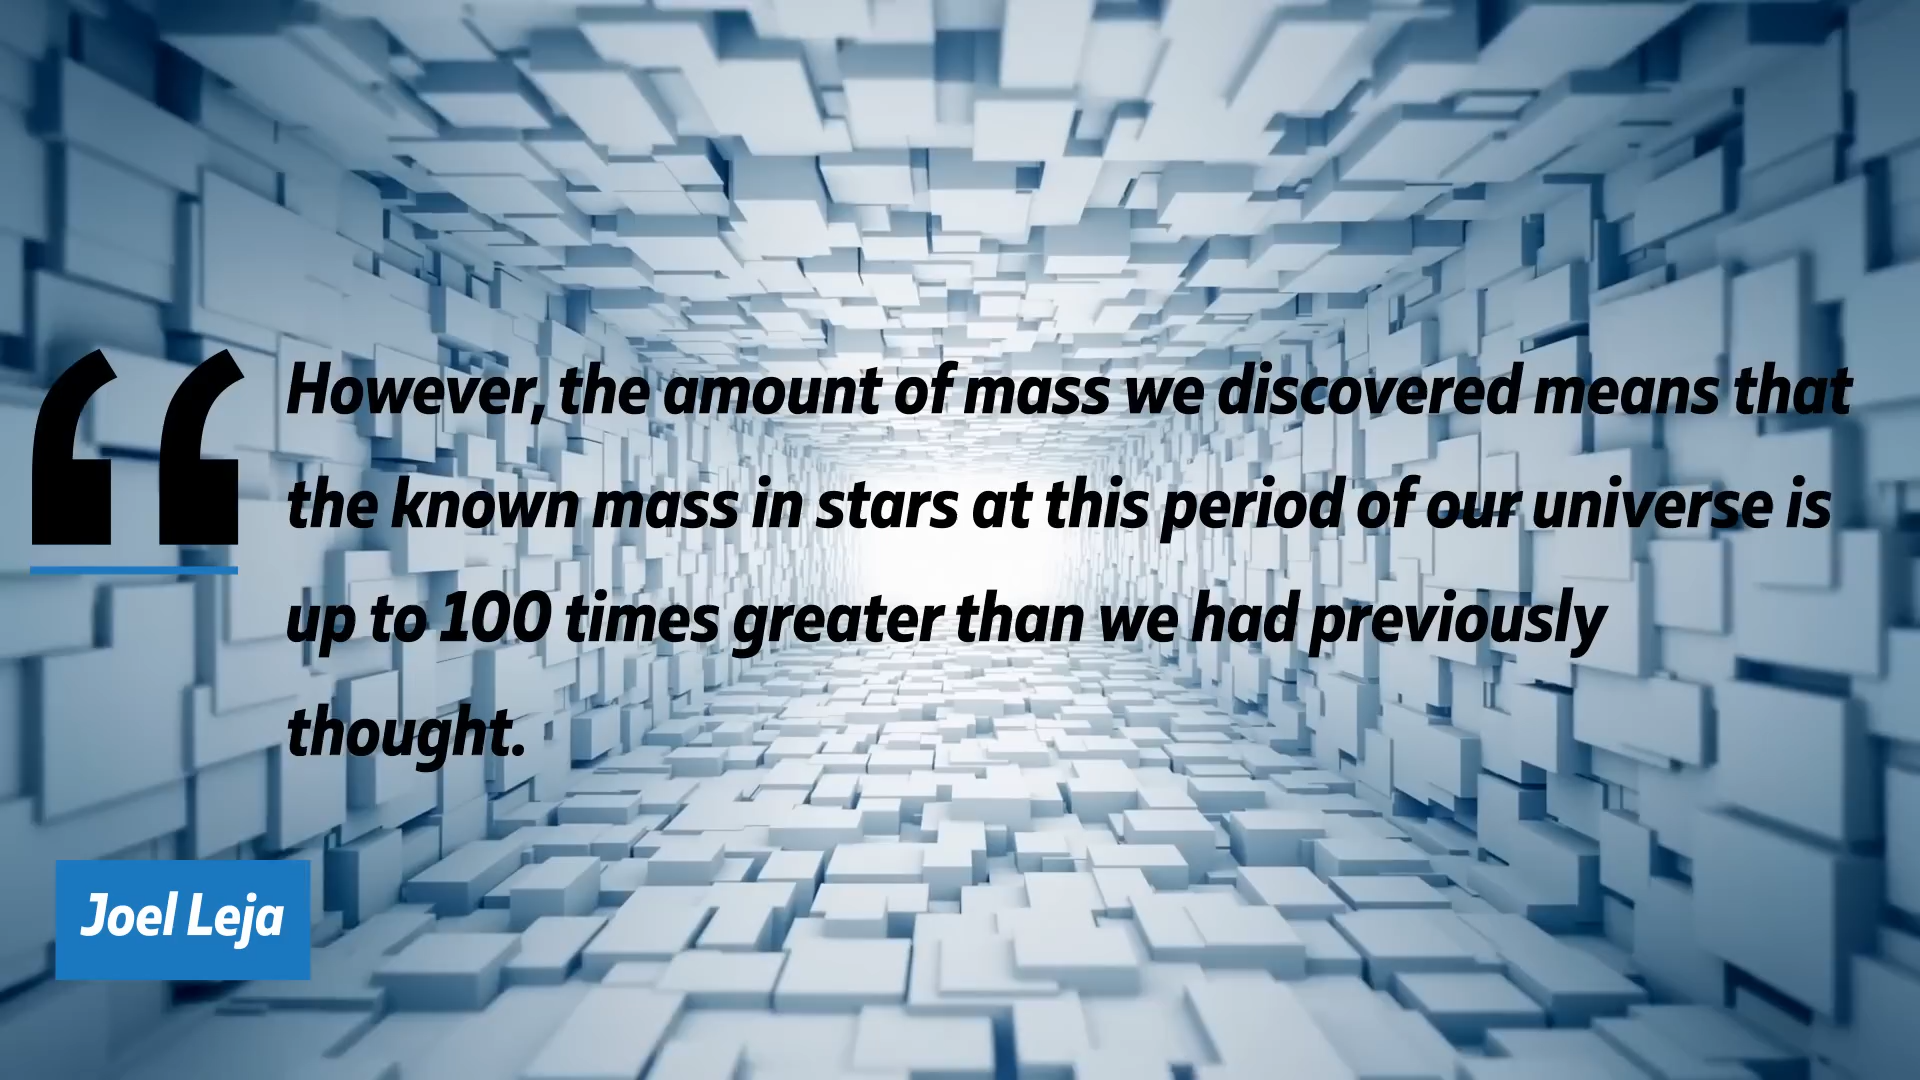 “
However, the amount of mass we discovered means that
the known mass in stars at this period of our universe is
up to 100 times greater than we had previously
thought.
Joel Leja